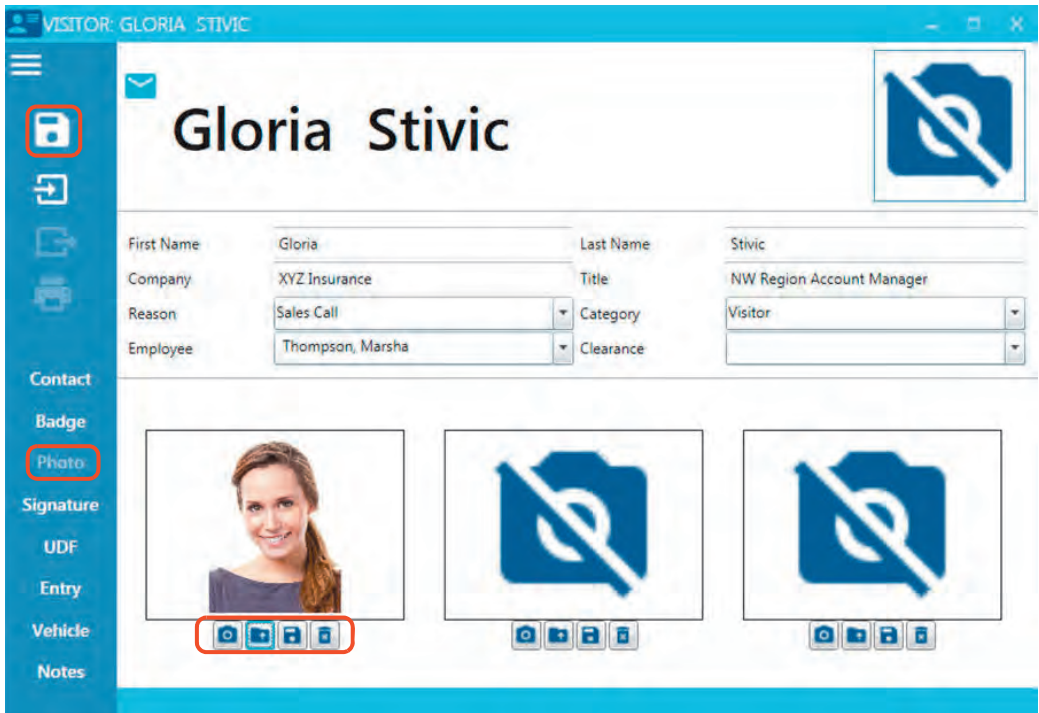 VISITOR: GLORIA STIVIC
Gloria Stivic
First Name Gloria Last Name Stivic
Company XYZ Insurance Title NW Region Account Manager
Reason Sales Call Category Visitor
Employee Thompson, Marsha Clearance
Contact
Badge
Photo
Signature
UDF
Entry
Vehicle
Notes